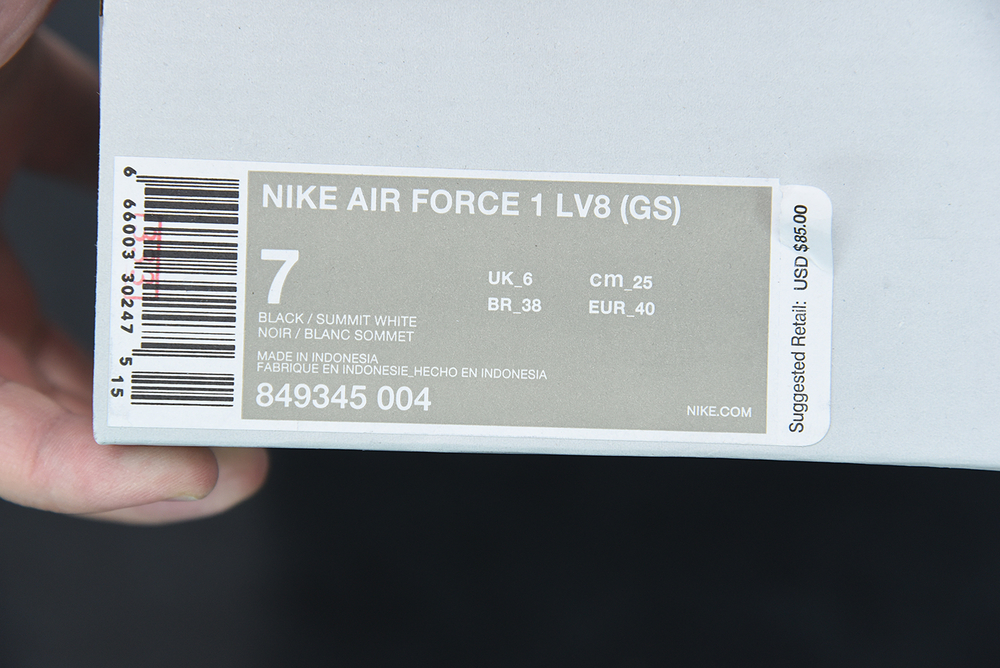 NIKE AIR FORCE 1 LV8 (GS)
7
UK_6 cm_25
BR_38 EUR_40
BLACK / SUMMIT WHITE
NOIR / BLANC SOMMET
MADE IN INDONESIA
FABRIQUE EN INDONESIE_HECHO EN INDONESIA
849345 004
NIKE.COM
6 66003 30247 5 15
Suggested Retail: USD $85.00